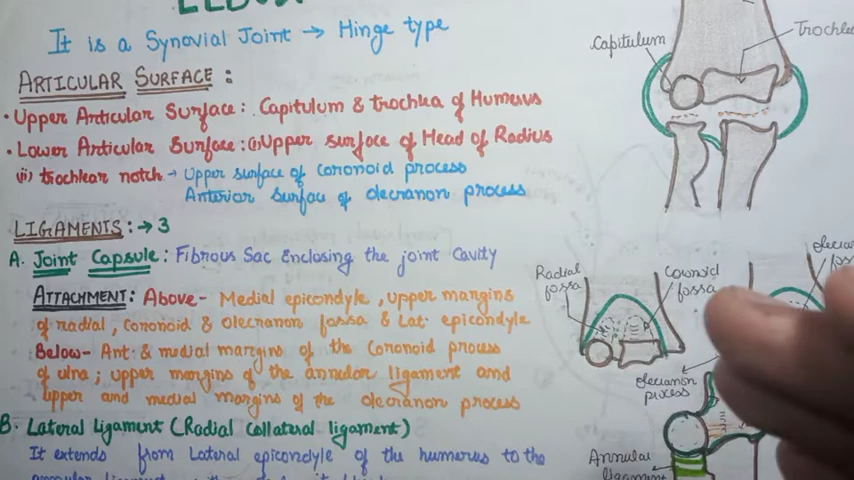 It is a Synovial Joint → Hinge type
ARTICULAR SURFACE :
• Upper Articular Surface : Capitulum & trochlea of Humerus
• Lower Articular Surface : (i) Upper surface of Head of Radius
(ii) trochlear notch → Upper surface of coronoid process
Anterior surface of olecranon process
LIGAMENTS : → 3
A. Joint Capsule : Fibrous Sac Enclosing the joint Cavity
ATTACHMENT : Above - Medial epicondyle, upper margins
of radial, coronoid & olecranon fossa & Lat. epicondyle
Below - Ant. & medial margins of the coronoid process
of ulna ; upper margins of the annular ligament and
upper and medial margins of the olecranon process
B. Lateral Ligament (Radial collateral ligament)
It extends from Lateral epicondyle of the humerus to the
Capitulum
Radial
fossa
Coronoid
fossa
olecranon
process
Annular
ligament